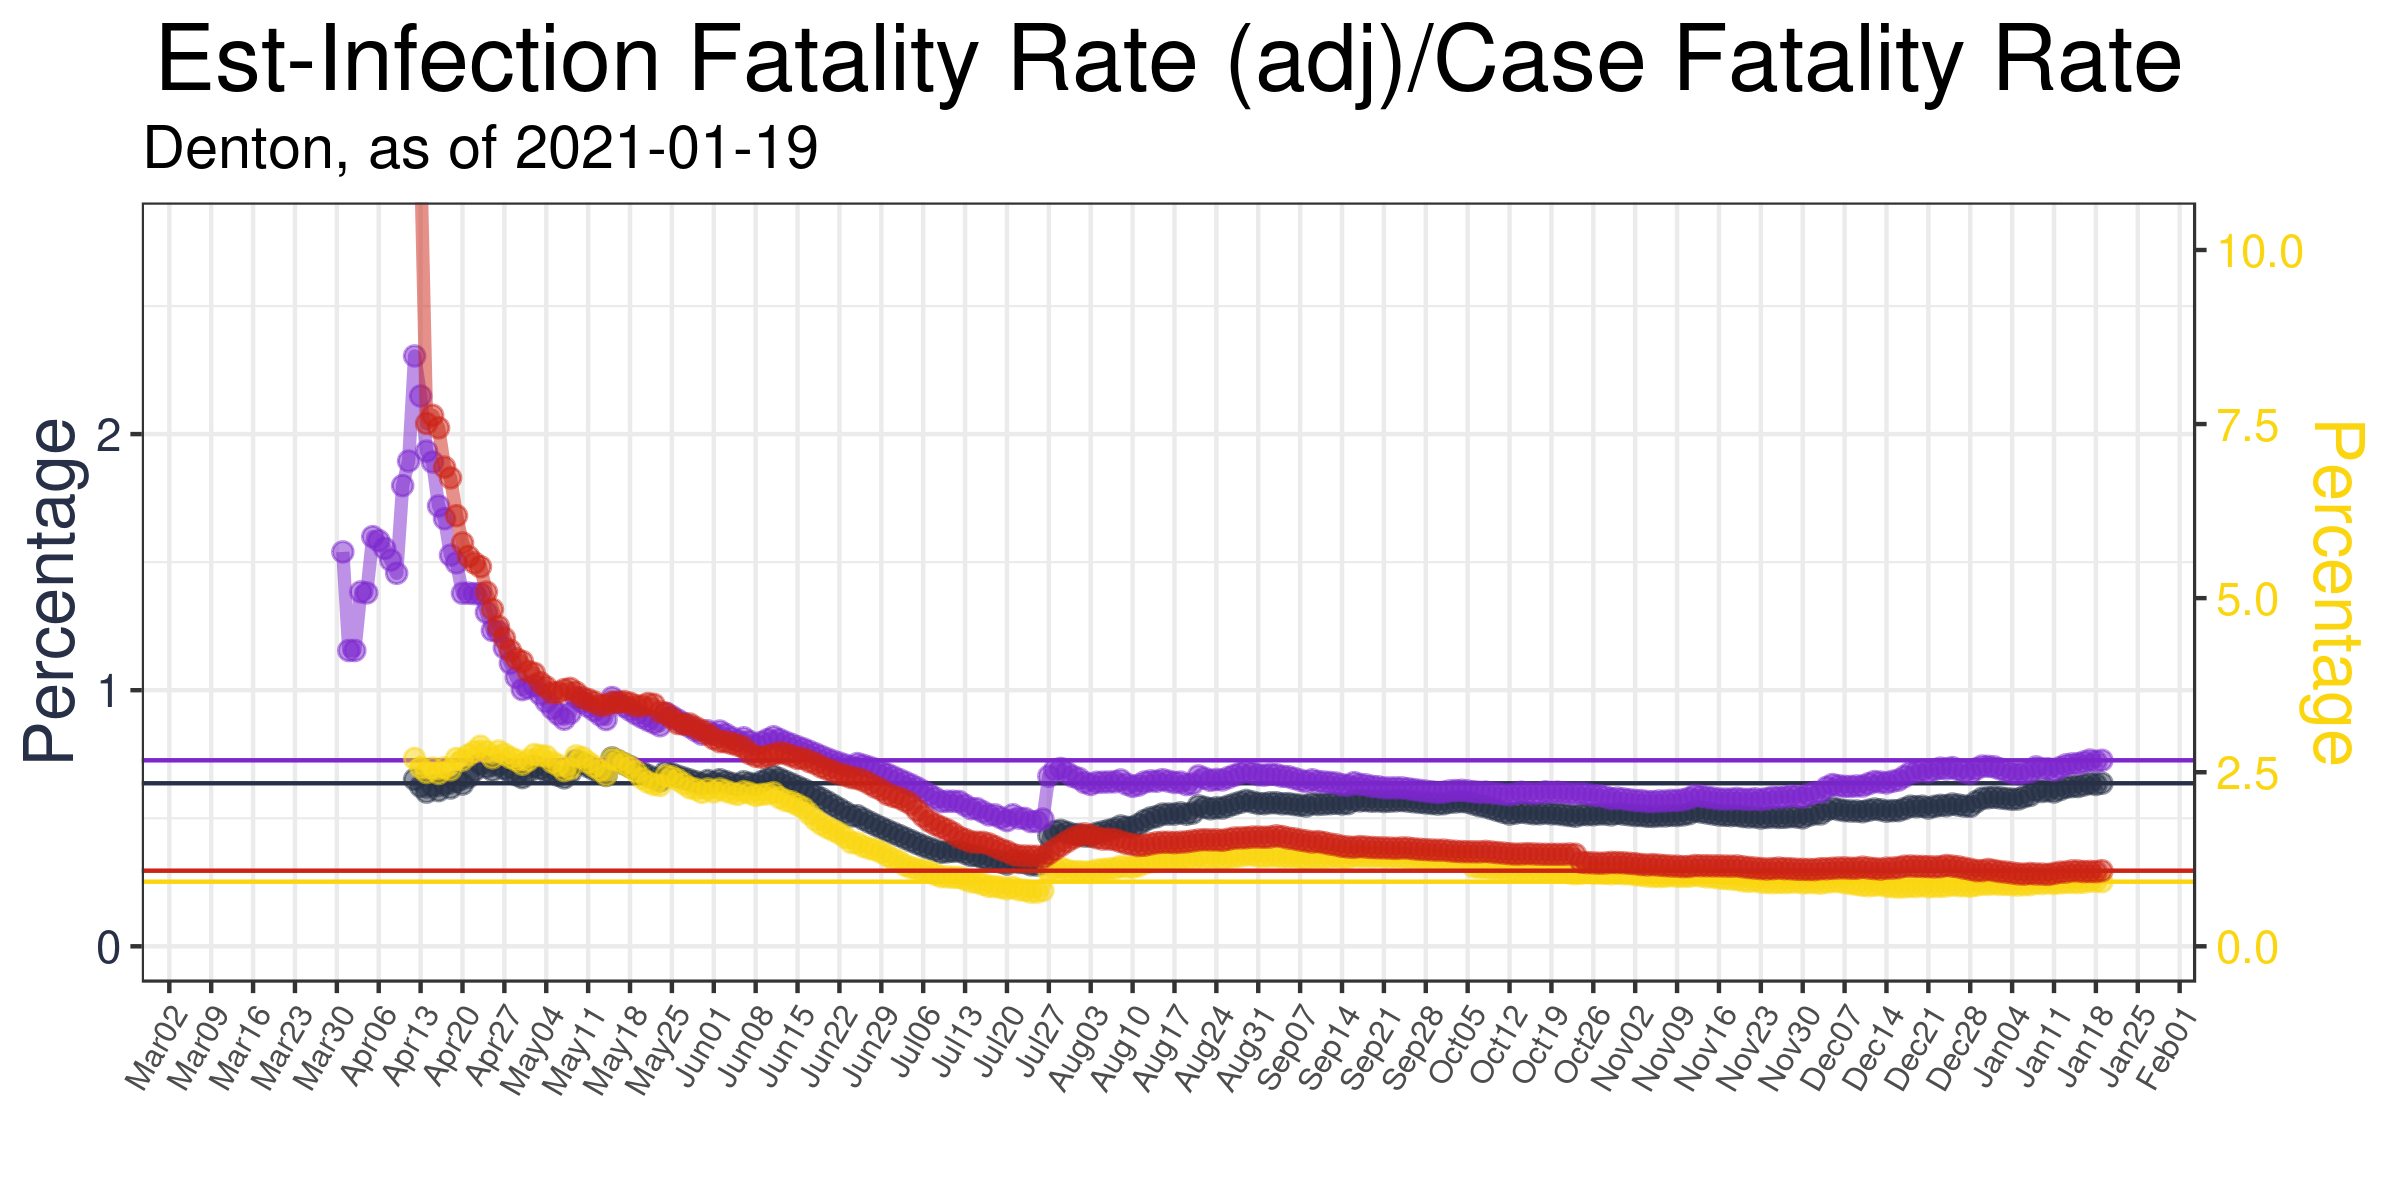 Est-Infection Fatality Rate (adj)/Case Fatality Rate
Denton, as of 2021-01-19
Percentage
2
1
0
10.0
7.5
5.0
2.5
0.0
Percentage
Mar02
Mar09
Mar16
Mar23
Mar30
Apr06
Apr13
Apr20
Apr27
May04
May11
May18
May25
Jun01
Jun08
Jun15
Jun22
Jun29
Jul06
Jul13
Jul20
Jul27
Aug03
Aug10
Aug17
Aug24
Aug31
Sep07
Sep14
Sep21
Sep28
Oct05
Oct12
Oct19
Oct26
Nov02
Nov09
Nov16
Nov23
Nov30
Dec07
Dec14
Dec21
Dec28
Jan04
Jan11
Jan18
Jan25
Feb01